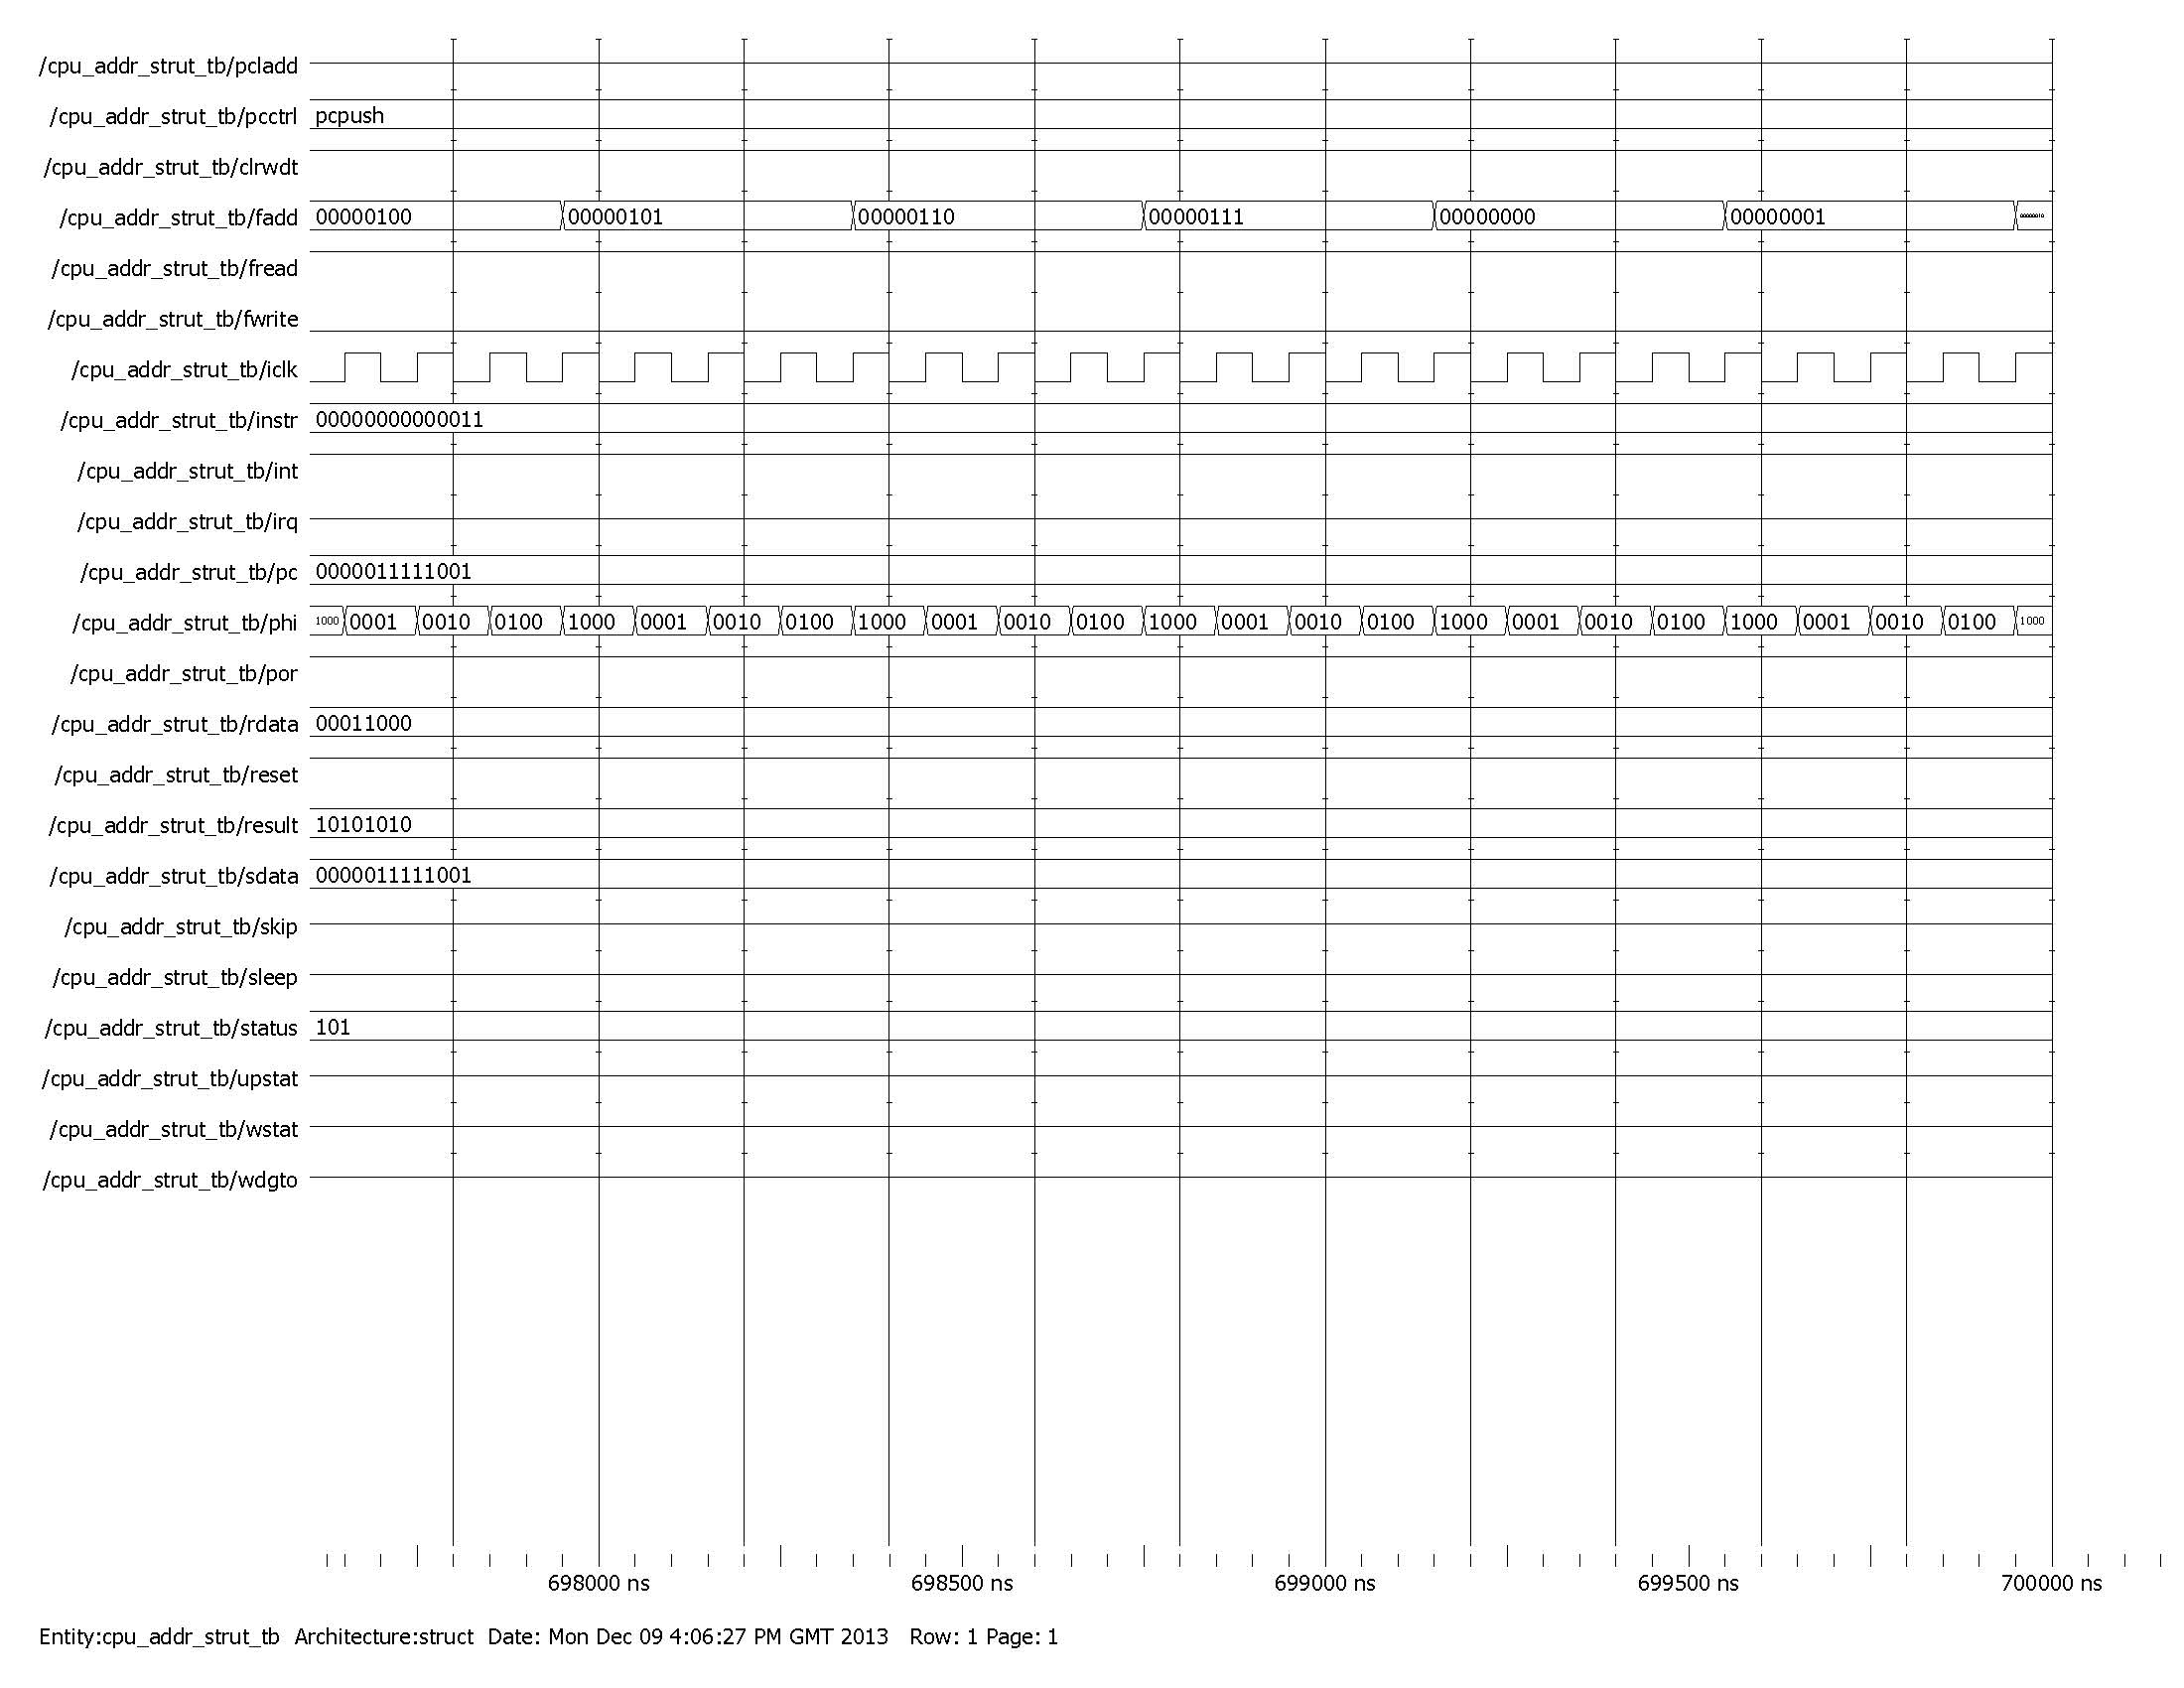 /cpu_addr_strut_tb/pcladd
/cpu_addr_strut_tb/pcctrl pcpush
/cpu_addr_strut_tb/clrwdt
/cpu_addr_strut_tb/fadd 00000100 00000101 00000110 00000111 00000000 00000001 00000010
/cpu_addr_strut_tb/fread
/cpu_addr_strut_tb/fwrite
/cpu_addr_strut_tb/iclk
/cpu_addr_strut_tb/instr 00000000000011
/cpu_addr_strut_tb/int
/cpu_addr_strut_tb/irq
/cpu_addr_strut_tb/pc 0000011111001
/cpu_addr_strut_tb/phi 1000 0001 0010 0100 1000 0001 0010 0100 1000 0001 0010 0100 1000 0001 0010 0100 1000 0001 0010 0100 1000 0001 0010 0100 1000
/cpu_addr_strut_tb/por
/cpu_addr_strut_tb/rdata 00011000
/cpu_addr_strut_tb/reset
/cpu_addr_strut_tb/result 10101010
/cpu_addr_strut_tb/sdata 0000011111001
/cpu_addr_strut_tb/skip
/cpu_addr_strut_tb/sleep
/cpu_addr_strut_tb/status 101
/cpu_addr_strut_tb/upstat
/cpu_addr_strut_tb/wstat
/cpu_addr_strut_tb/wdgto
698000 ns 698500 ns 699000 ns 699500 ns 700000 ns
Entity:cpu_addr_strut_tb Architecture:struct Date: Mon Dec 09 4:06:27 PM GMT 2013 Row: 1 Page: 1